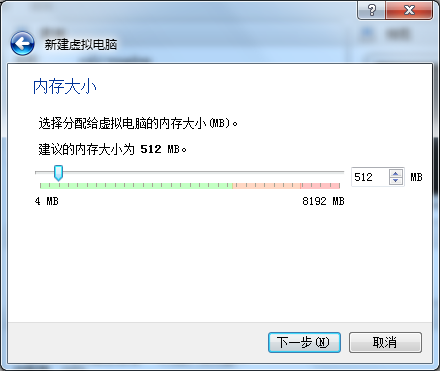 新建虚拟电脑
内存大小
选择分配给虚拟电脑的内存大小(MB)。
建议的内存大小为 512 MB。
512 MB
4 MB 8192 MB
下一步(N) 取消